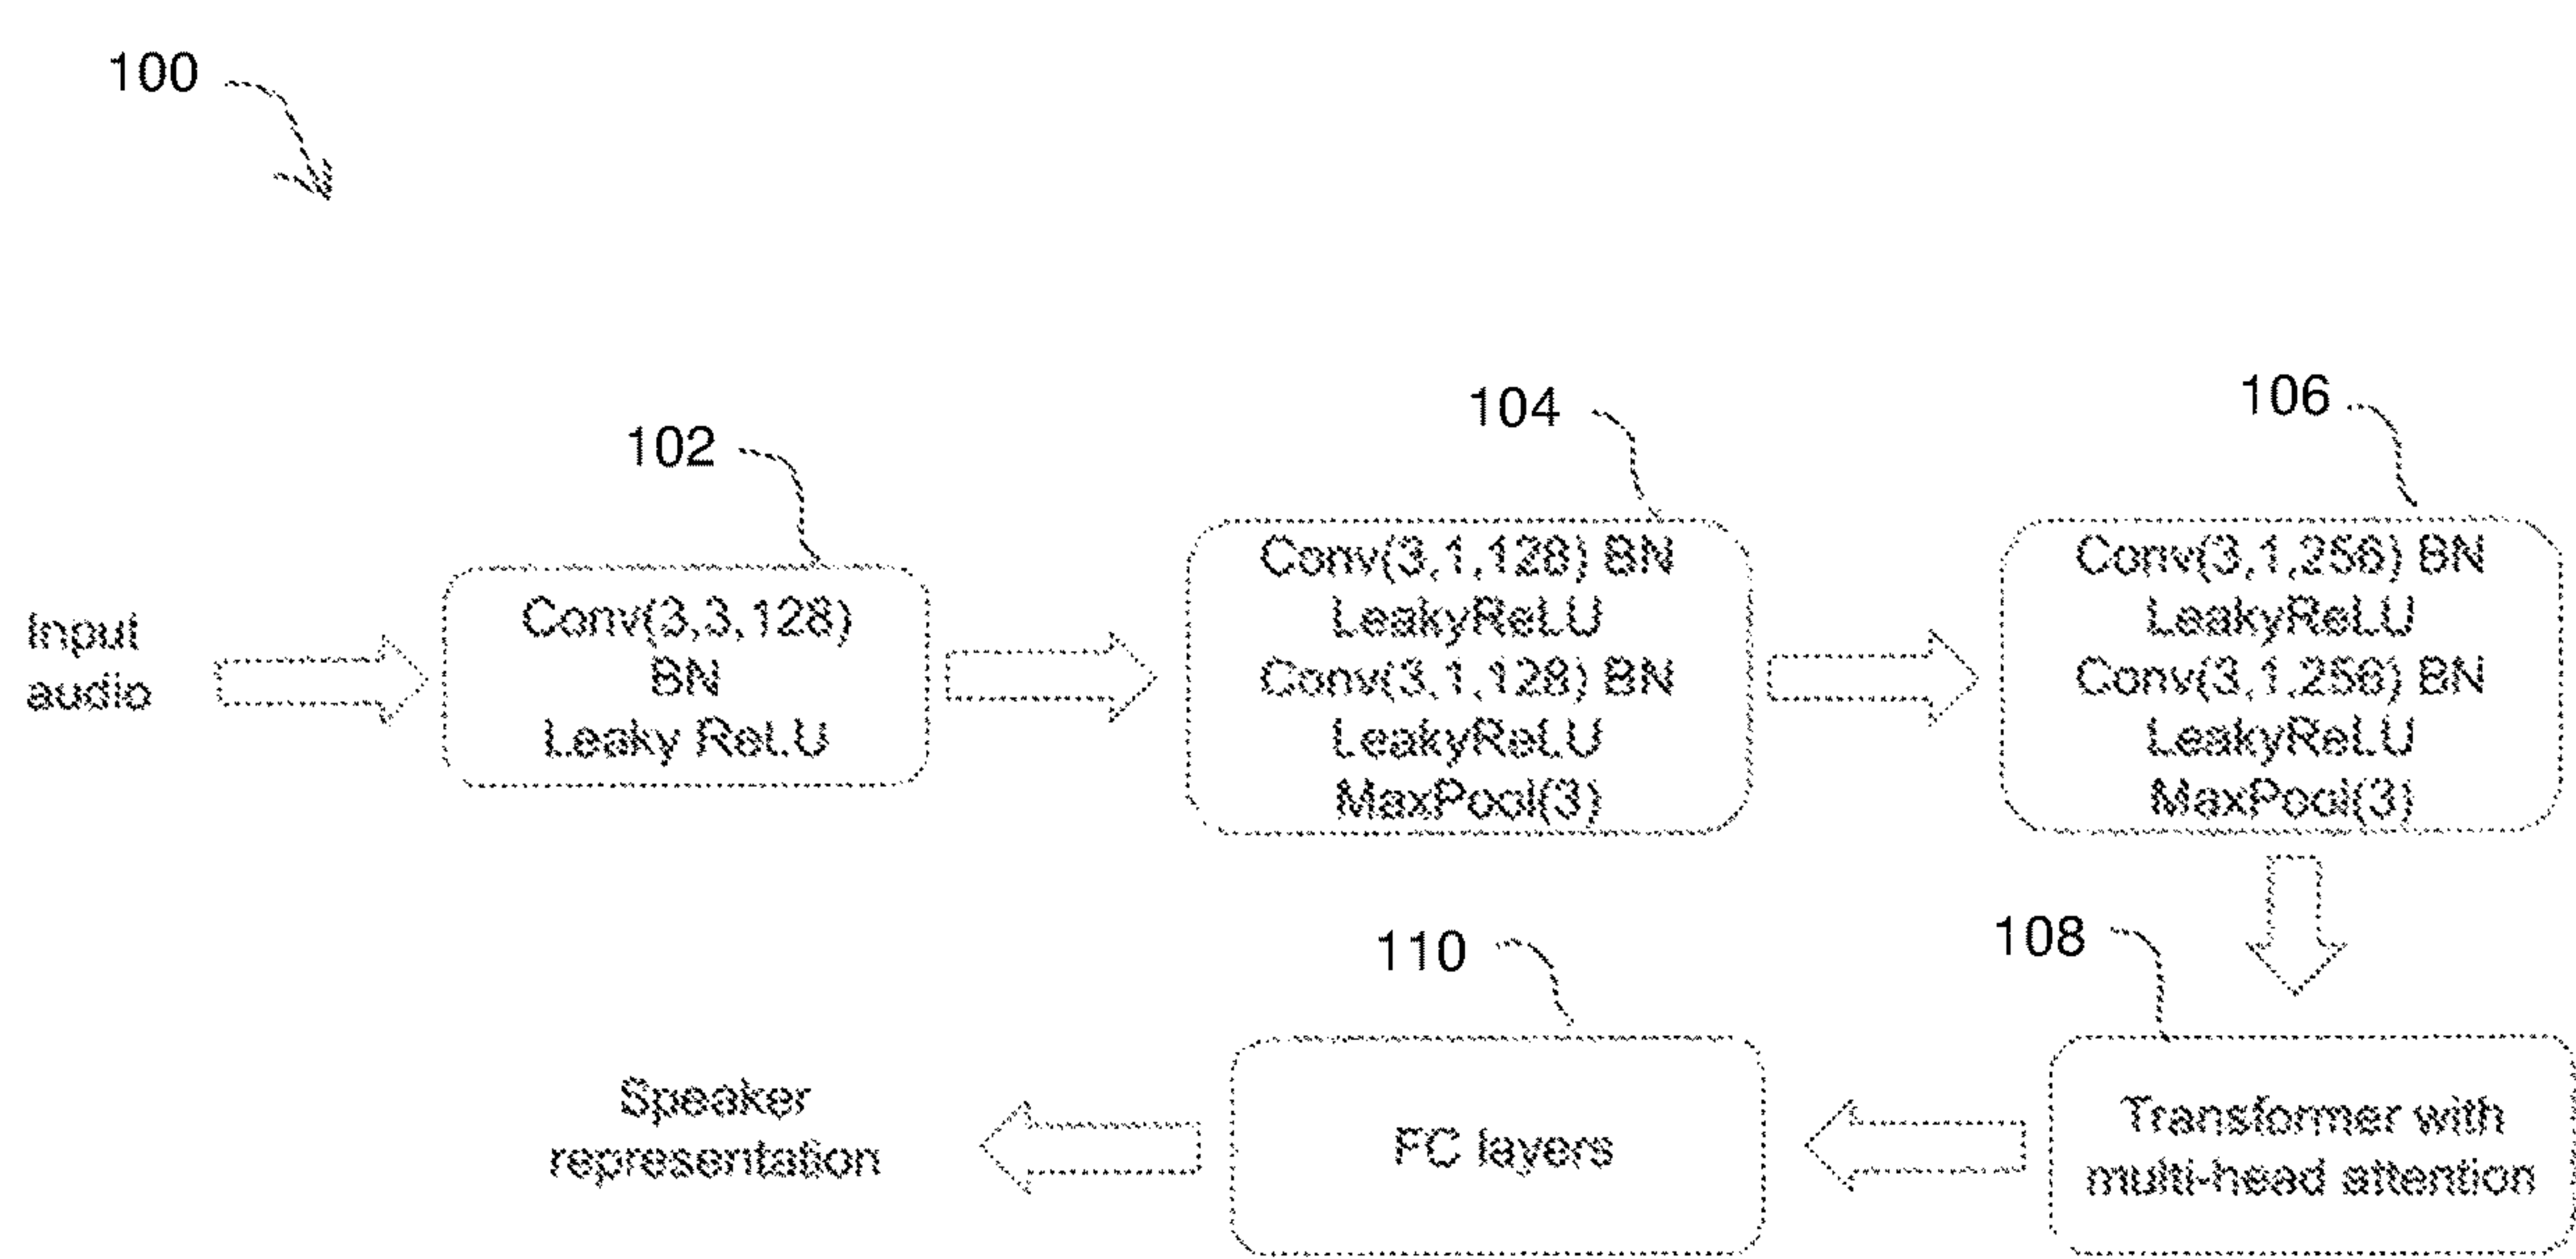 100
102
104
106
Input
audio
Conv(3,3,128)
BN
Leaky ReLU
Conv(3,1,128) BN
LeakyReLU
Conv(3,1,128) BN
LeakyReLU
MaxPool(3)
Conv(3,1,256) BN
LeakyReLU
Conv(3,1,256) BN
LeakyReLU
MaxPool(3)
108
110
Transformer with
multi-head attention
FC layers
Speaker
representation